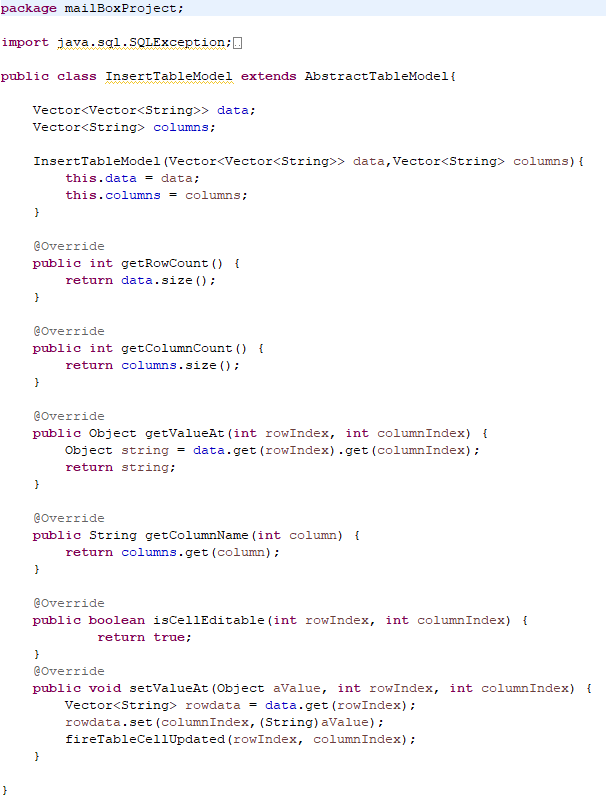 package mailBoxProject;
import java.sql.SQLException;
public class InsertTableModel extends AbstractTableModel{
Vector<Vector<String>> data;
Vector<String> columns;
InsertTableModel(Vector<Vector<String>> data,Vector<String> columns){
this.data = data;
this.columns = columns;
}
@Override
public int getRowCount() {
return data.size();
}
@Override
public int getColumnCount() {
return columns.size();
}
@Override
public Object getValueAt(int rowIndex, int columnIndex) {
Object string = data.get(rowIndex).get(columnIndex);
return string;
}
@Override
public String getColumnName(int column) {
return columns.get(column);
}
@Override
public boolean isCellEditable(int rowIndex, int columnIndex) {
return true;
}
@Override
public void setValueAt(Object aValue, int rowIndex, int columnIndex) {
Vector<String> rowdata = data.get(rowIndex);
rowdata.set(columnIndex,(String)aValue);
fireTableCellUpdated(rowIndex, columnIndex);
}
}